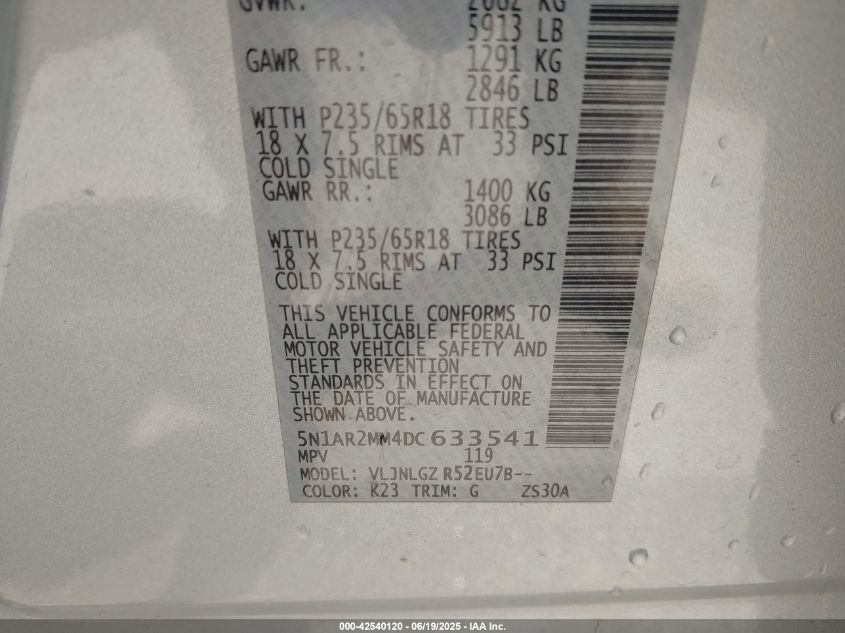 GVWR: 2682 KG
5913 LB
GAWR FR.: 1291 KG
2846 LB
WITH P235/65R18 TIRES
18 X 7.5 RIMS AT 33 PSI
COLD SINGLE
GAWR RR.: 1400 KG
3086 LB
WITH P235/65R18 TIRES
18 X 7.5 RIMS AT 33 PSI
COLD SINGLE
THIS VEHICLE CONFORMS TO
ALL APPLICABLE FEDERAL
MOTOR VEHICLE SAFETY AND
THEFT PREVENTION
STANDARDS IN EFFECT ON
THE DATE OF MANUFACTURE
SHOWN ABOVE.
5N1AR2MM4DC633541
MPV 119
MODEL: VLJNLGZ R52EU7B--
COLOR: K23 TRIM: G ZS30A
000-42540120 - 06/19/2025 - IAA Inc.